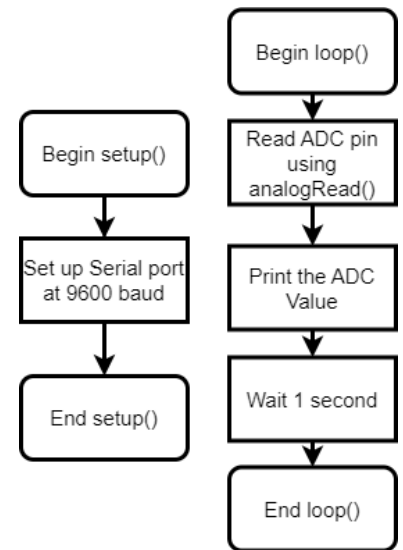 Begin setup()
Set up Serial port
at 9600 baud
End setup()
Begin loop()
Read ADC pin
using
analogRead()
Print the ADC
Value
Wait 1 second
End loop()